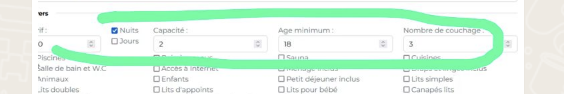 ers
if :
Nuits
Capacité :
Age minimum :
Nombre de couchage
0
Jours
2
18
3
Piscines
Sauna
Cuisines
Salle de bain et W.C
Accès à internet
inclus
Animaux
Enfants
Petit déjeuner inclus
Lits simples
Lits doubles
Lits d'appoints
Lits pour bébé
Canapés lits